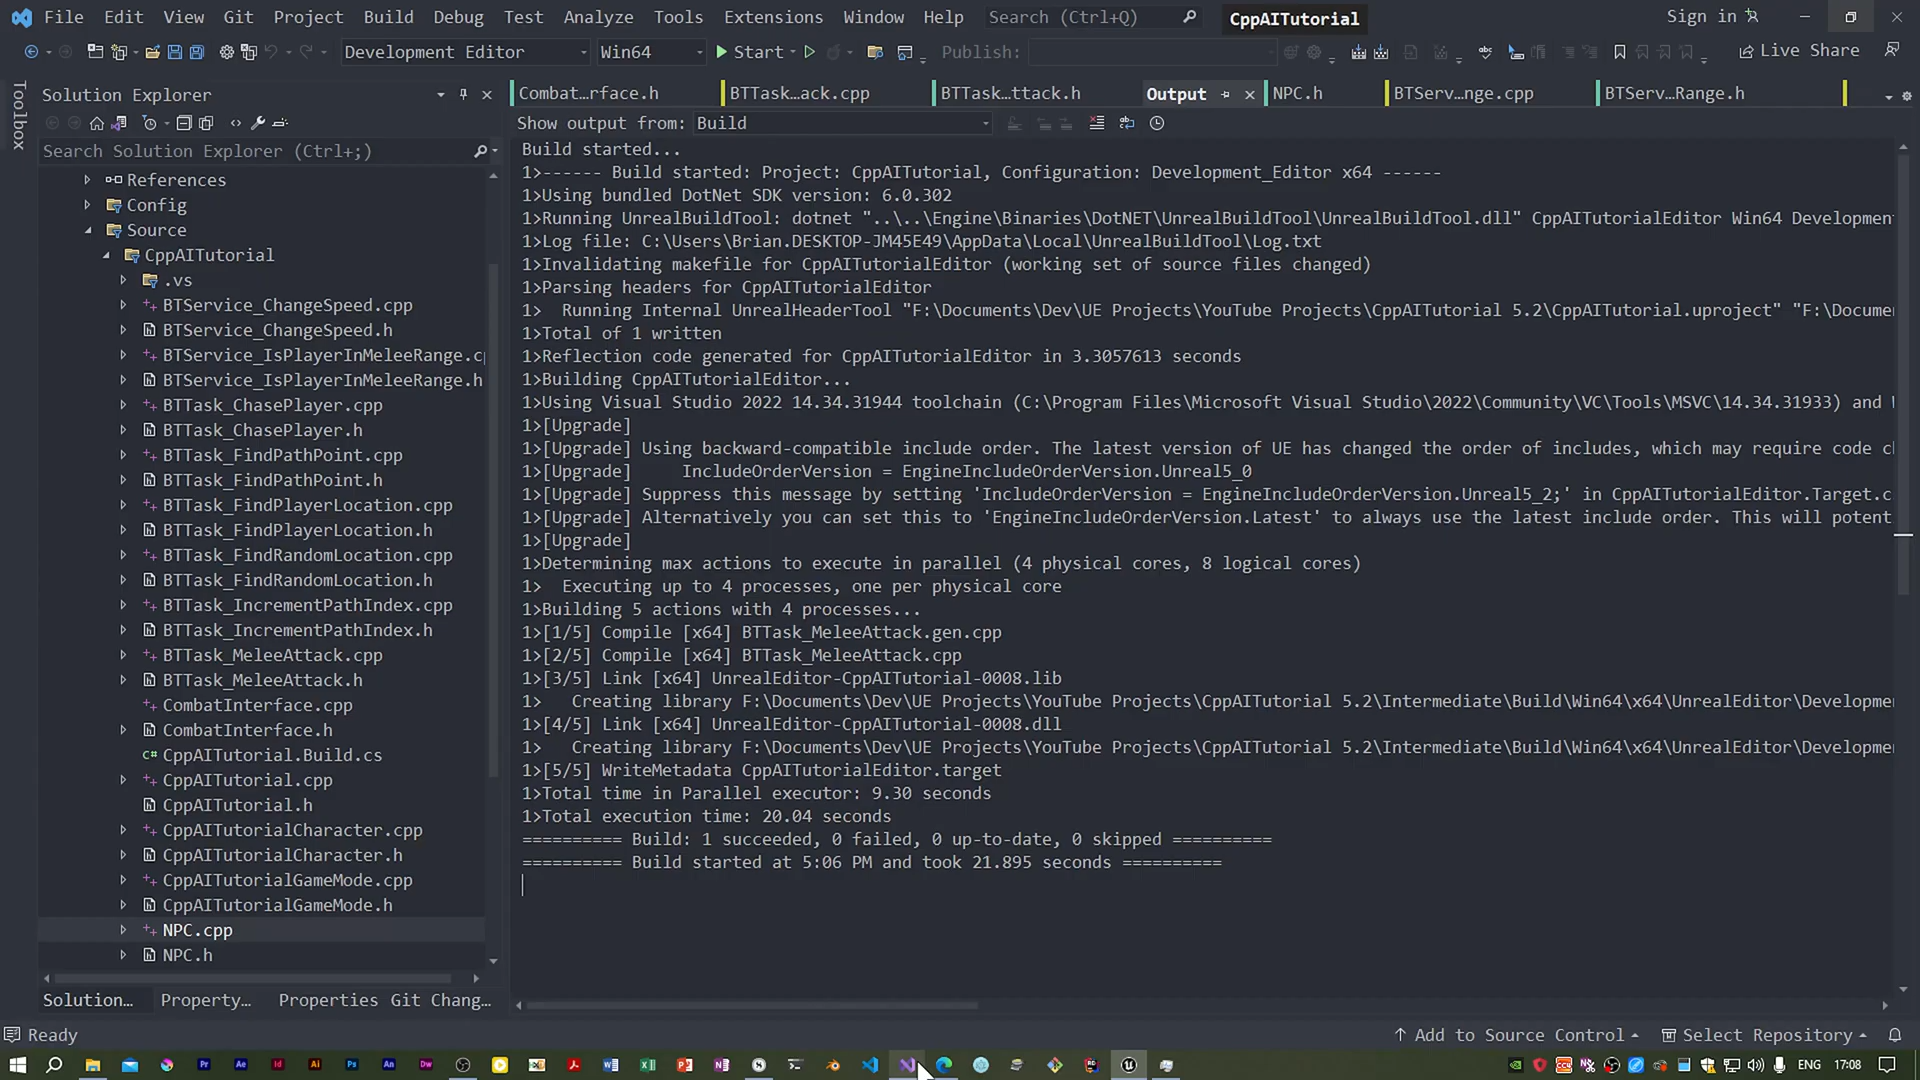 File Edit View Git Project Build Debug Test Analyze Tools Extensions Window Help Search (Ctrl+Q) CppAITutorial Sign in
Development Editor Win64 Start Publish: Live Share
Toolbox
Solution Explorer
Search Solution Explorer (Ctrl+;)
References
Config
Source
CppAITutorial
.vs
BTService_ChangeSpeed.cpp
BTService_ChangeSpeed.h
BTService_IsPlayerInMeleeRange.cp
BTService_IsPlayerInMeleeRange.h
BTTask_ChasePlayer.cpp
BTTask_ChasePlayer.h
BTTask_FindPathPoint.cpp
BTTask_FindPathPoint.h
BTTask_FindPlayerLocation.cpp
BTTask_FindPlayerLocation.h
BTTask_FindRandomLocation.cpp
BTTask_FindRandomLocation.h
BTTask_IncrementPathIndex.cpp
BTTask_IncrementPathIndex.h
BTTask_MeleeAttack.cpp
BTTask_MeleeAttack.h
CombatInterface.cpp
CombatInterface.h
CppAITutorial.Build.cs
CppAITutorial.cpp
CppAITutorial.h
CppAITutorialCharacter.cpp
CppAITutorialCharacter.h
CppAITutorialGameMode.cpp
CppAITutorialGameMode.h
NPC.cpp
NPC.h
Solution... Property... Properties Git Chang...
Combat...rface.h BTTask...ack.cpp BTTask...ttack.h Output NPC.h BTServ...nge.cpp BTServ...Range.h
Show output from: Build
Build started...
1>------ Build started: Project: CppAITutorial, Configuration: Development_Editor x64 ------
1>Using bundled DotNet SDK version: 6.0.302
1>Running UnrealBuildTool: dotnet "..\..\Engine\Binaries\DotNET\UnrealBuildTool\UnrealBuildTool.dll" CppAITutorialEditor Win64 Developmen
1>Log file: C:\Users\Brian.DESKTOP-JM45E49\AppData\Local\UnrealBuildTool\Log.txt
1>Invalidating makefile for CppAITutorialEditor (working set of source files changed)
1>Parsing headers for CppAITutorialEditor
1> Running Internal UnrealHeaderTool "F:\Documents\Dev\UE Projects\YouTube Projects\CppAITutorial 5.2\CppAITutorial.uproject" "F:\Docume
1>Total of 1 written
1>Reflection code generated for CppAITutorialEditor in 3.3057613 seconds
1>Building CppAITutorialEditor...
1>Using Visual Studio 2022 14.34.31944 toolchain (C:\Program Files\Microsoft Visual Studio\2022\Community\VC\Tools\MSVC\14.34.31933) and W
1>[Upgrade]
1>[Upgrade] Using backward-compatible include order. The latest version of UE has changed the order of includes, which may require code c
1>[Upgrade] IncludeOrderVersion = EngineIncludeOrderVersion.Unreal5_0
1>[Upgrade] Suppress this message by setting 'IncludeOrderVersion = EngineIncludeOrderVersion.Unreal5_2;' in CppAITutorialEditor.Target.c
1>[Upgrade] Alternatively you can set this to 'EngineIncludeOrderVersion.Latest' to always use the latest include order. This will potent
1>[Upgrade]
1>Determining max actions to execute in parallel (4 physical cores, 8 logical cores)
1> Executing up to 4 processes, one per physical core
1>Building 5 actions with 4 processes...
1>[1/5] Compile [x64] BTTask_MeleeAttack.gen.cpp
1>[2/5] Compile [x64] BTTask_MeleeAttack.cpp
1>[3/5] Link [x64] UnrealEditor-CppAITutorial-0008.lib
1> Creating library F:\Documents\Dev\UE Projects\YouTube Projects\CppAITutorial 5.2\Intermediate\Build\Win64\x64\UnrealEditor\Developme
1>[4/5] Link [x64] UnrealEditor-CppAITutorial-0008.dll
1> Creating library F:\Documents\Dev\UE Projects\YouTube Projects\CppAITutorial 5.2\Intermediate\Build\Win64\x64\UnrealEditor\Developme
1>[5/5] WriteMetadata CppAITutorialEditor.target
1>Total time in Parallel executor: 9.30 seconds
1>Total execution time: 20.04 seconds
========== Build: 1 succeeded, 0 failed, 0 up-to-date, 0 skipped ==========
========== Build started at 5:06 PM and took 21.895 seconds ==========
Ready Add to Source Control Select Repository
ENG 17:08